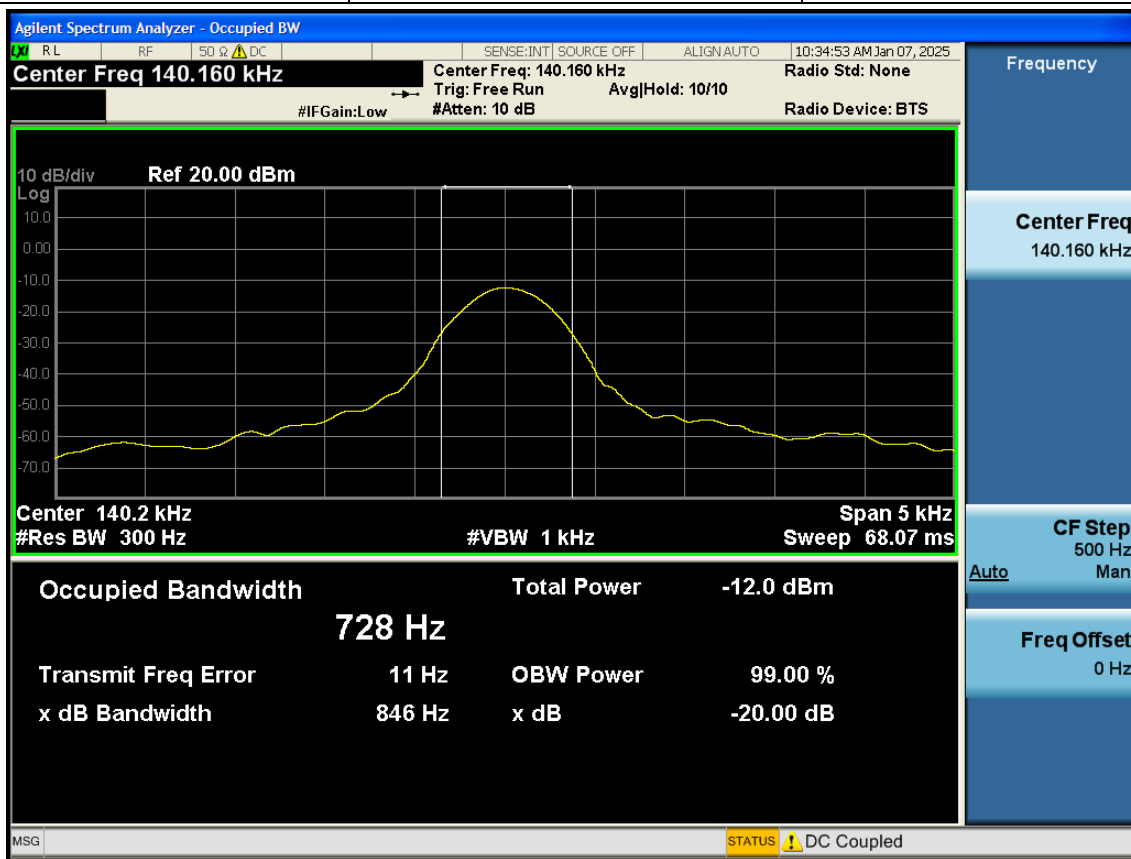 Agilent Spectrum Analyzer - Occupied BW
LXI RL RF 50 Ω DC SENSE:INT SOURCE OFF ALIGN AUTO 10:34:53 AM Jan 07, 2025
Center Freq 140.160 kHz
Center Freq: 140.160 kHz
Radio Std: None
Trig: Free Run
Avg|Hold: 10/10
#IFGain:Low
#Atten: 10 dB
Radio Device: BTS
10 dB/div
Ref 20.00 dBm
Log
10.0
0.00
-10.0
-20.0
-30.0
-40.0
-50.0
-60.0
-70.0
Center 140.2 kHz
Span 5 kHz
#Res BW 300 Hz
#VBW 1 kHz
Sweep 68.07 ms
Occupied Bandwidth
Total Power -12.0 dBm
728 Hz
Transmit Freq Error 11 Hz
OBW Power 99.00 %
x dB Bandwidth 846 Hz
x dB -20.00 dB
Frequency
Center Freq
140.160 kHz
CF Step
500 Hz
Auto Man
Freq Offset
0 Hz
MSG
STATUS
DC Coupled